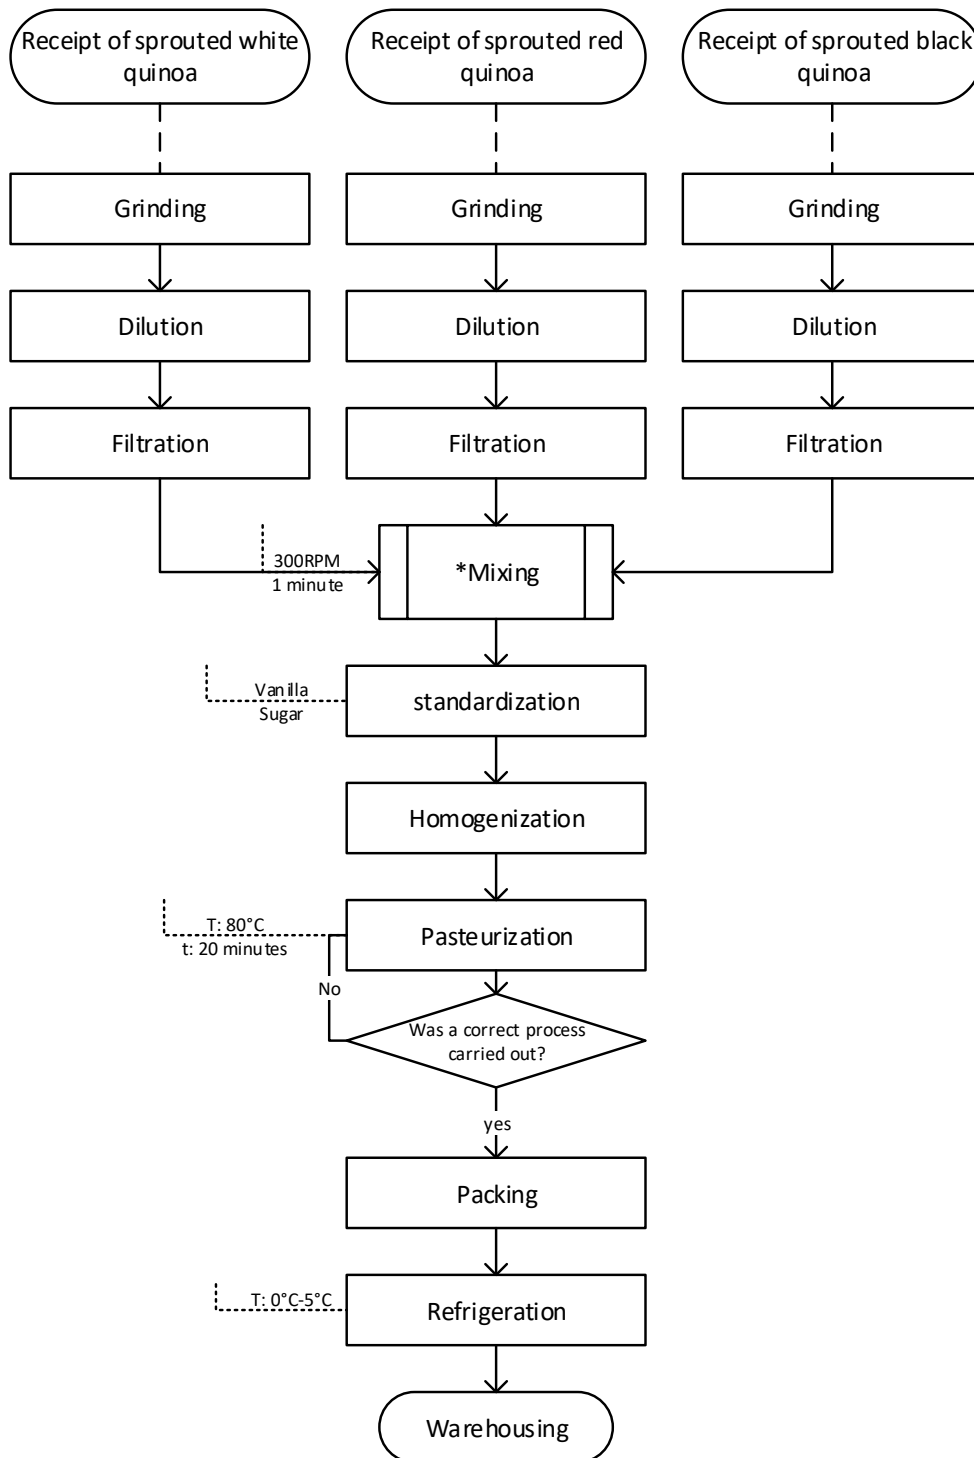 Receipt of sprouted white
quinoa
Receipt of sprouted red
quinoa
Receipt of sprouted black
quinoa
Grinding
Grinding
Grinding
Dilution
Dilution
Dilution
Filtration
Filtration
Filtration
300RPM
1 minute
*Mixing
Vanilla
Sugar
standardization
Homogenization
T: 80°C
t: 20 minutes
Pasteurization
No
Was a correct process
carried out?
yes
Packing
T: 0°C-5°C
Refrigeration
Warehousing